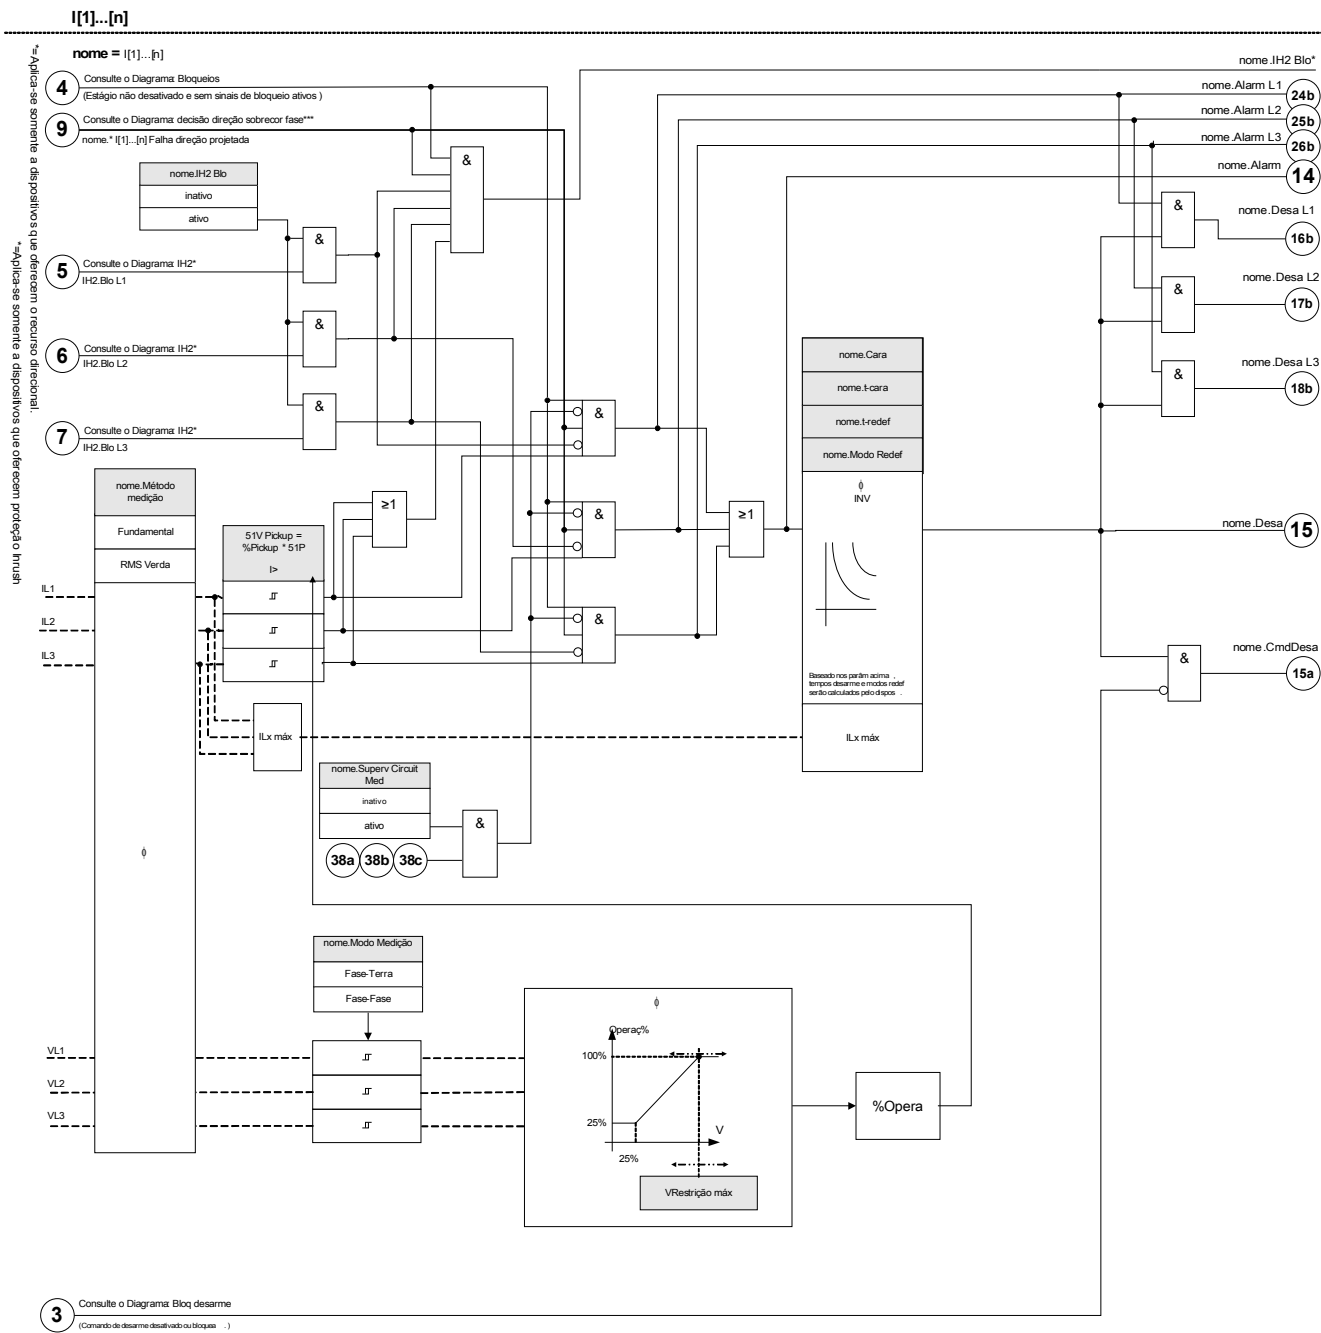 I[1]...[n]
nome = I[1]...[n]
*=Aplica-se somente a dispositivos que oferecem o recurso direcional.
*=Aplica-se somente a dispositivos que oferecem proteção Inrush
4
Consulte o Diagrama: Bloqueios
(Estágio não desativado e sem sinais de bloqueio ativos )
9
Consulte o Diagrama: decisão direção sobrecor fase***
nome.* I[1]...[n] Falha direção projetada
nome.IH2 Blo
inativo
ativo
&
&
5
Consulte o Diagrama: IH2*
IH2.Blo L1
&
6
Consulte o Diagrama: IH2*
IH2.Blo L2
&
7
Consulte o Diagrama: IH2*
IH2.Blo L3
nome.IH2 Blo*
nome.Alarm L1
24b
nome.Alarm L2
25b
nome.Alarm L3
26b
nome.Alarm
14
&
nome.Desa L1
16b
&
nome.Desa L2
17b
&
nome.Desa L3
18b
nome.Cara
nome.t-cara
nome.t-redef
nome.Modo Redef
ϕ
INV
Baseado nos parâm acima ,
tempos desarme e modos redef
serão calculados pelo dispos .
ILx máx
&
&
&
≥1
≥1
nome.Desa
15
nome.CmdDesa
&
15a
nome.Método
medição
Fundamental
RMS Verda
ϕ
51V Pickup =
%Pickup * 51P
I>
IL1
IL2
IL3
ILx máx
nome.Superv Circuit
Med
inativo
ativo
&
38a
38b
38c
nome.Modo Medição
Fase-Terra
Fase-Fase
VL1
VL2
VL3
ϕ
Operaç%
100%
25%
V
25%
VRestrição máx
%Opera
3
Consulte o Diagrama: Bloq desarme
(Comando de desarme desativado ou bloquea .)